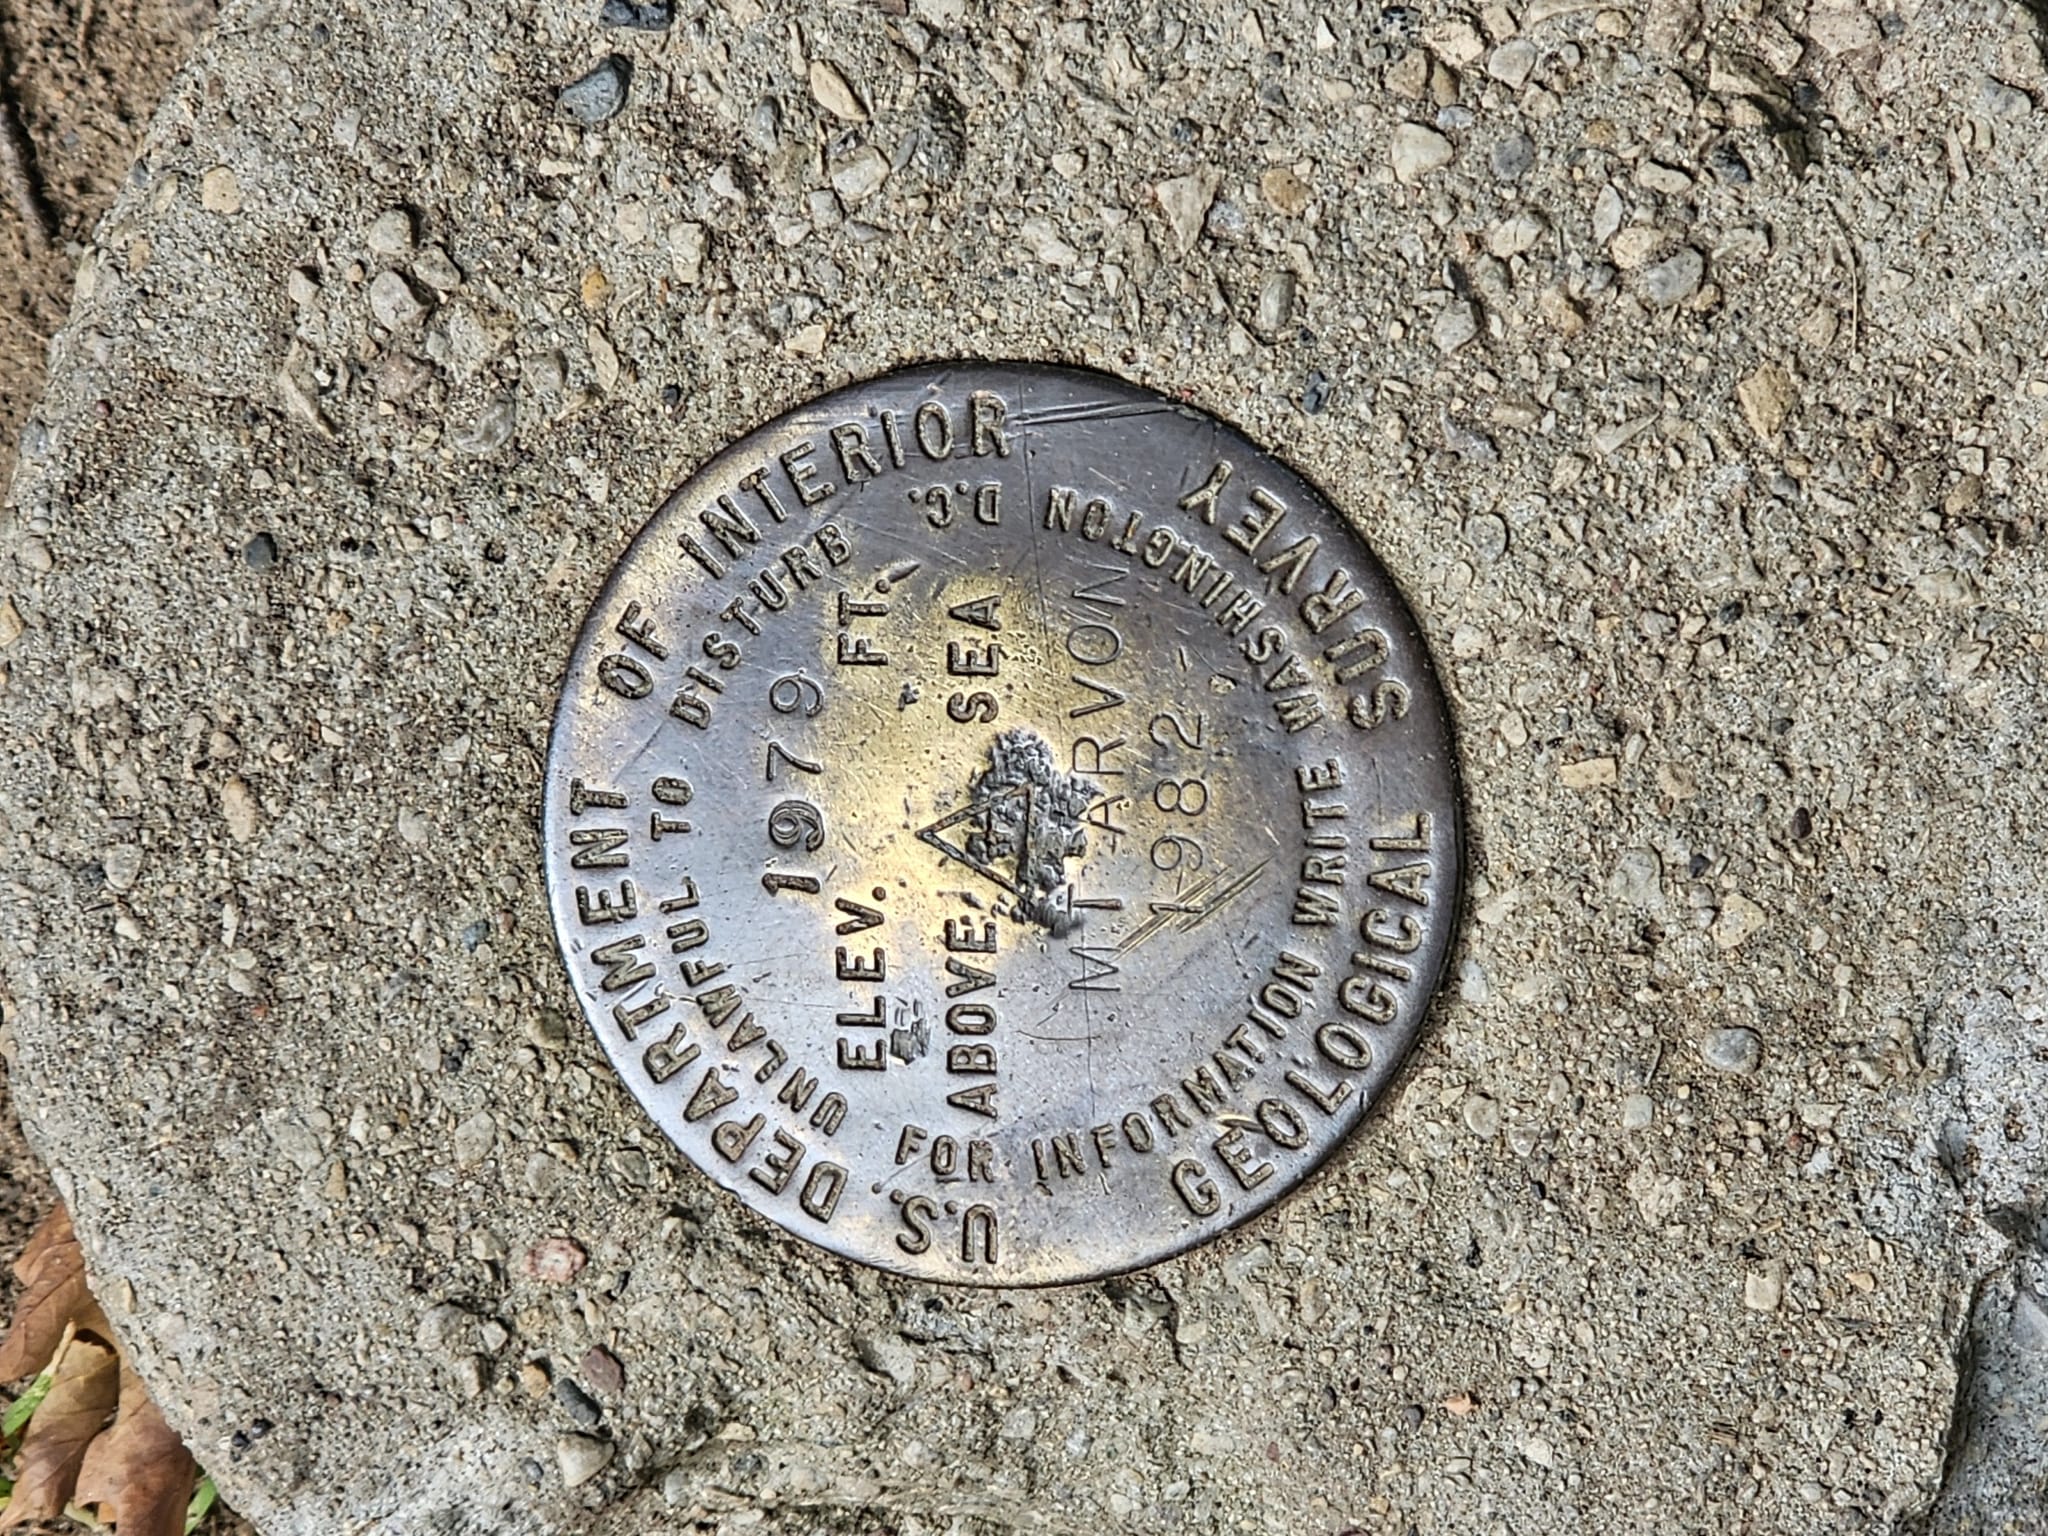 U.S. DEPARTMENT OF INTERIOR
UNLAWFUL TO DISTURB
1979
ELEV. FT.
ABOVE SEA
MT ARVON
1982
FOR INFORMATION WRITE WASHINGTON D.C.
GEOLOGICAL SURVEY